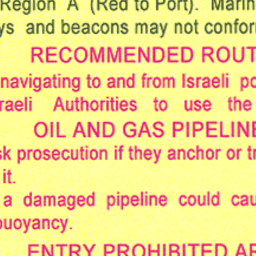 Region "A" (Red to Port). Marin
ys and beacons may not confor
RECOMMENDED ROUT
navigating to and from Israeli po
raeli Authorities to use the
OIL AND GAS PIPELINE
sk prosecution if they anchor or tr
it.
a damaged pipeline could cau
buoyancy.
ENTRY PROHIBITED AR